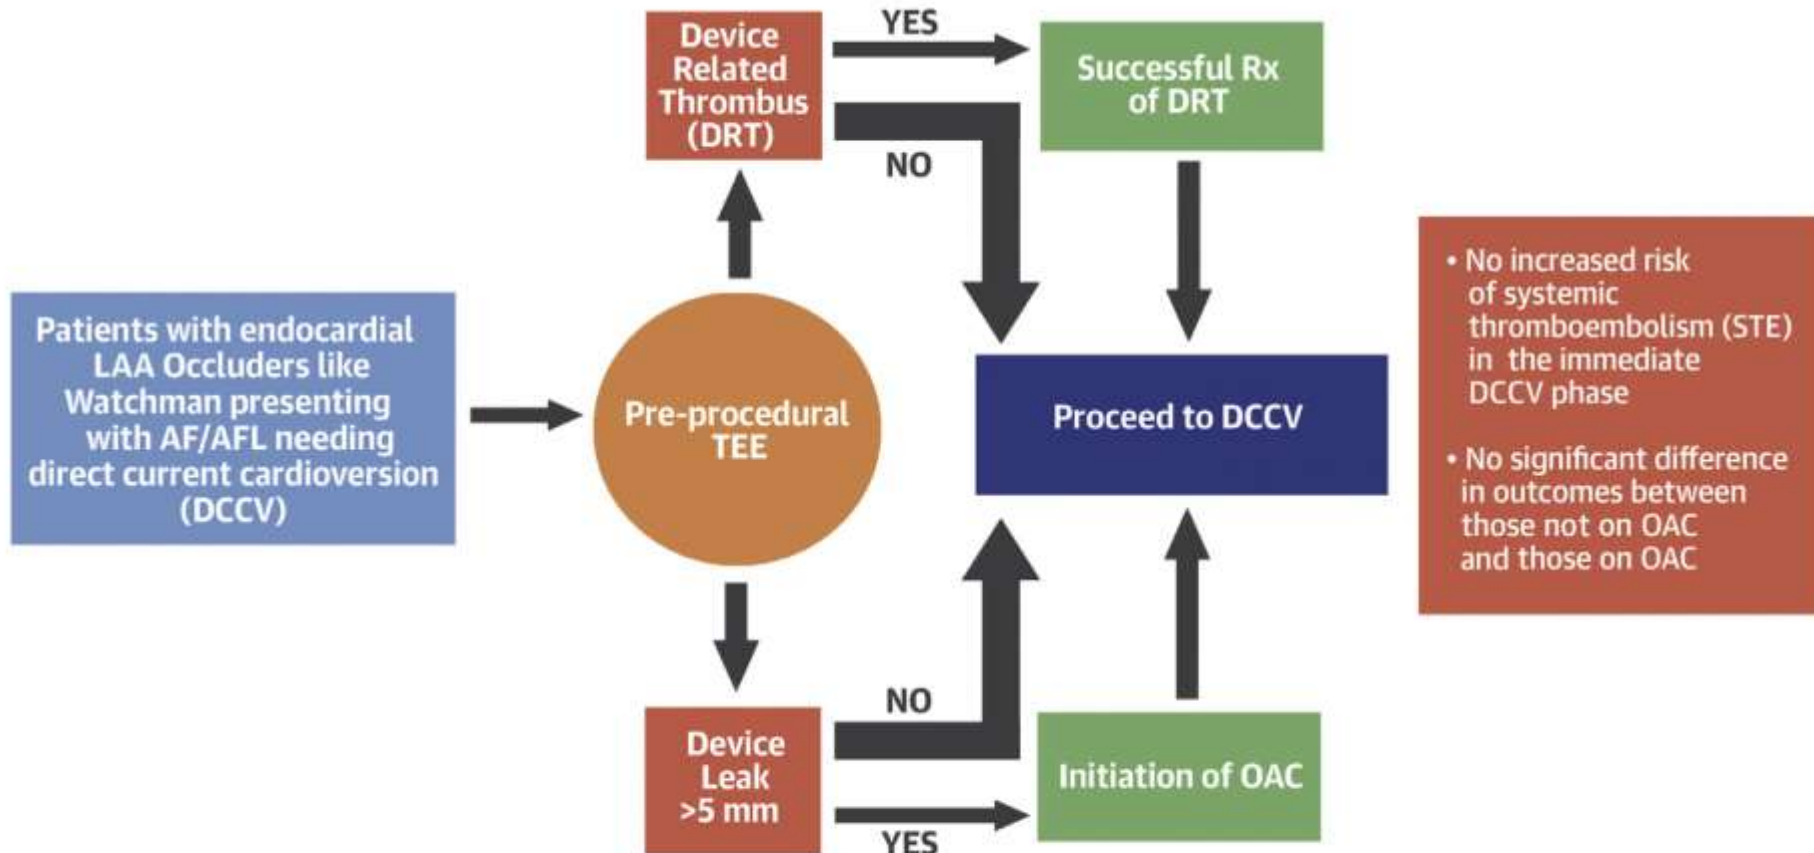 Patients with endocardial
LAA Occluders like
Watchman presenting
with AF/AFL needing
direct current cardioversion
(DCCV)
Pre-procedural
TEE
Device
Related
Thrombus
(DRT)
YES
NO
Successful Rx
of DRT
Proceed to DCCV
Device
Leak
>5 mm
NO
YES
Initiation of OAC
• No increased risk
of systemic
thromboembolism (STE)
in the immediate
DCCV phase
• No significant difference
in outcomes between
those not on OAC
and those on OAC